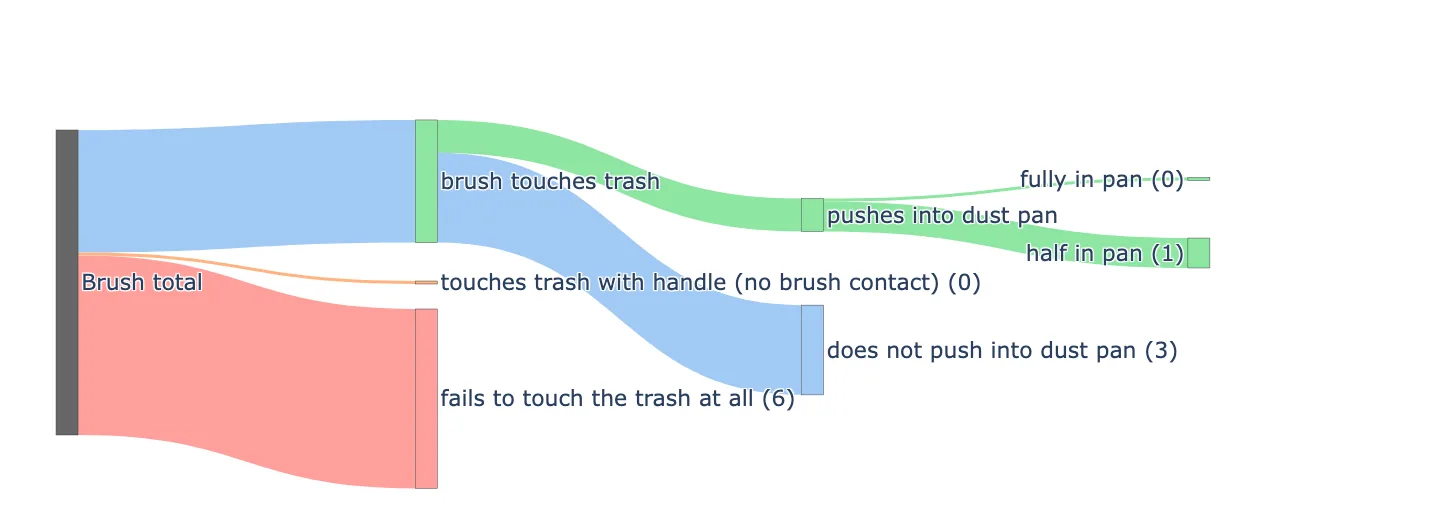 Brush total
brush touches trash
touches trash with handle (no brush contact) (0)
fails to touch the trash at all (6)
pushes into dust pan
does not push into dust pan (3)
fully in pan (0)
half in pan (1)